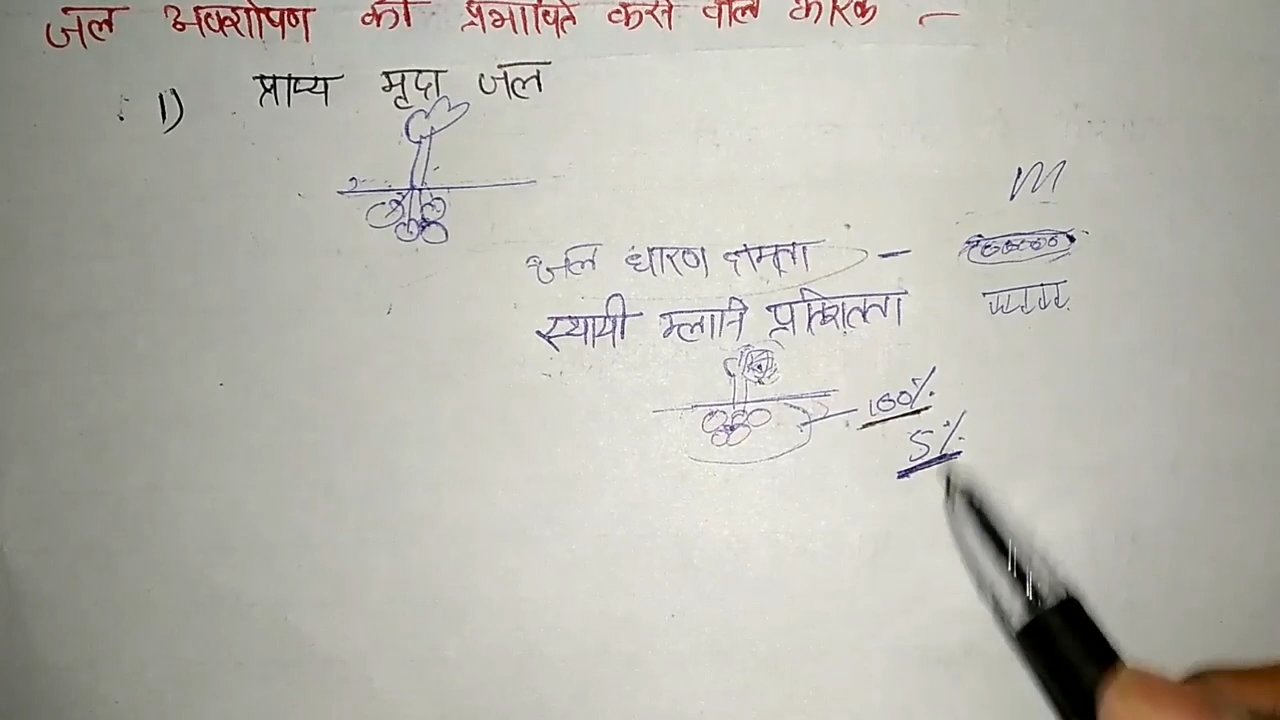 जल अवशोषण को प्रभावित करने वाले कारक -
1) प्राप्य मृदा जल
जल धारण क्षमता -
स्थायी म्लानि प्रतिशतता
100%
5%